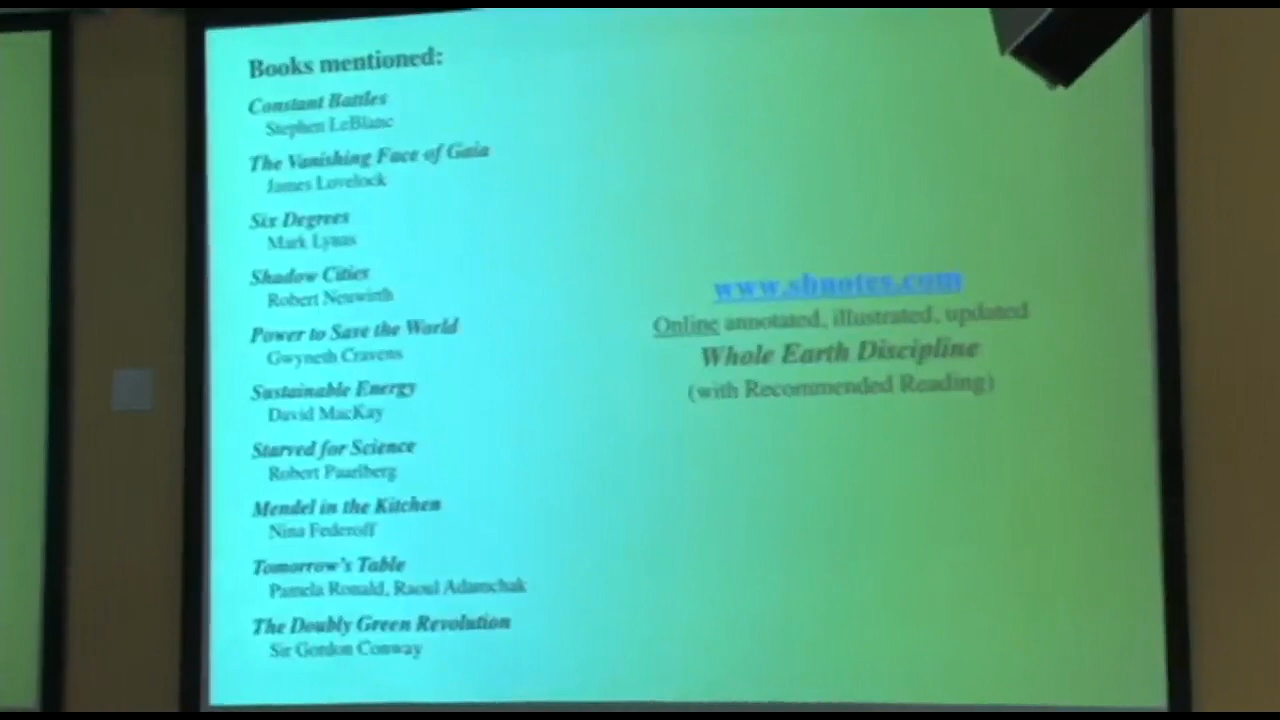 Books mentioned:
Constant Battles
Stephen LeBlanc
The Vanishing Face of Gaia
James Lovelock
Six Degrees
Mark Lynas
Shadow Cities
Robert Neuwirth
Power to Save the World
Gwyneth Cravens
Sustainable Energy
David MacKay
Starved for Science
Robert Paarlberg
Mendel in the Kitchen
Nina Federoff
Tomorrow's Table
Pamela Ronald, Raoul Adamchak
The Doubly Green Revolution
Sir Gordon Conway
www.sbnotes.com
Online annotated, illustrated, updated
Whole Earth Discipline
(with Recommended Reading)